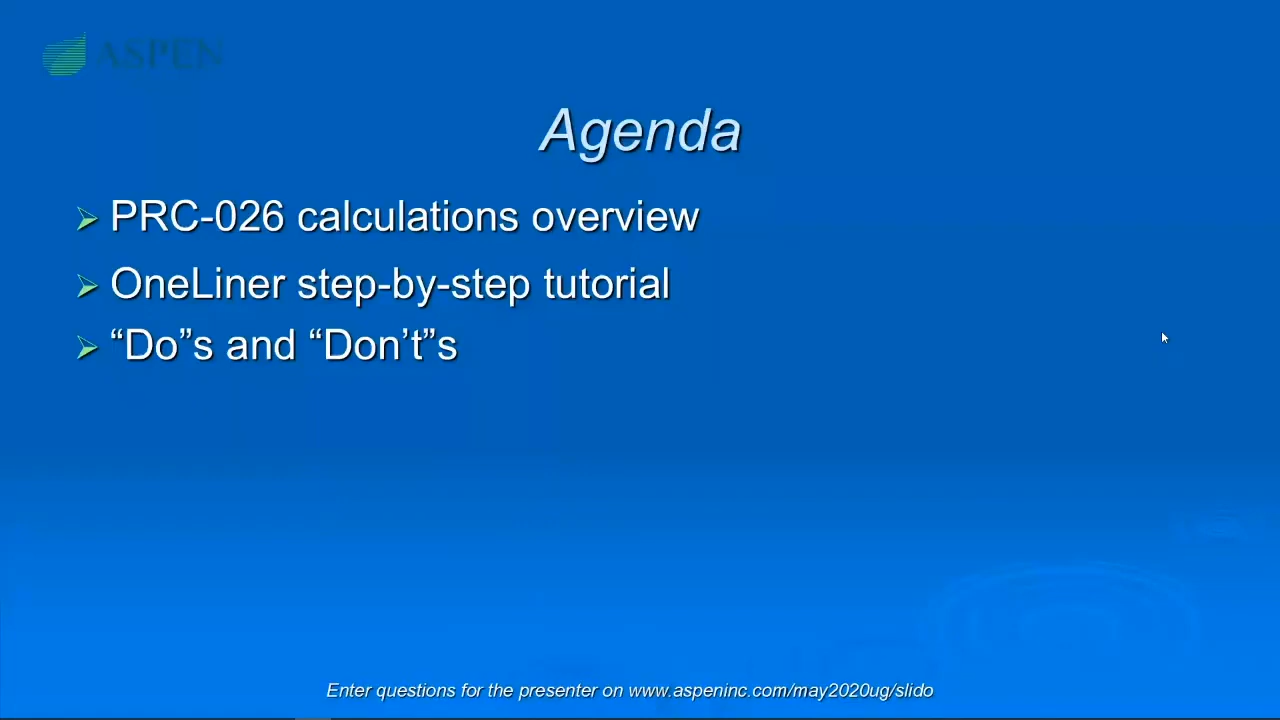 ASPEN
Agenda
PRC-026 calculations overview
OneLiner step-by-step tutorial
“Do”s and “Don’t”s
Enter questions for the presenter on www.aspeninc.com/may2020ug/slido